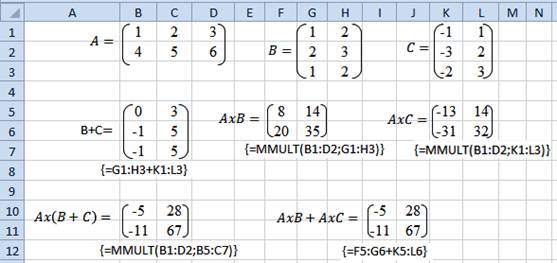 A B C D E F G H I J K L M N
1 1 2 3 1 2 -1 1
A = B = C =
2 4 5 6 2 3 -3 2
3 1 2 -2 3
4
5 0 3 8 14 -13 14
AxB = AxC =
6 B+C= -1 5 20 35 -31 32
7 -1 5 {=MMULT(B1:D2;G1:H3)} {=MMULT(B1:D2;K1:L3)}
8 {=G1:H3+K1:L3}
9
10 -5 28 -5 28
Ax(B + C) = AxB + AxC =
11 -11 67 -11 67
12 {=MMULT(B1:D2;B5:C7)} {=F5:G6+K5:L6}